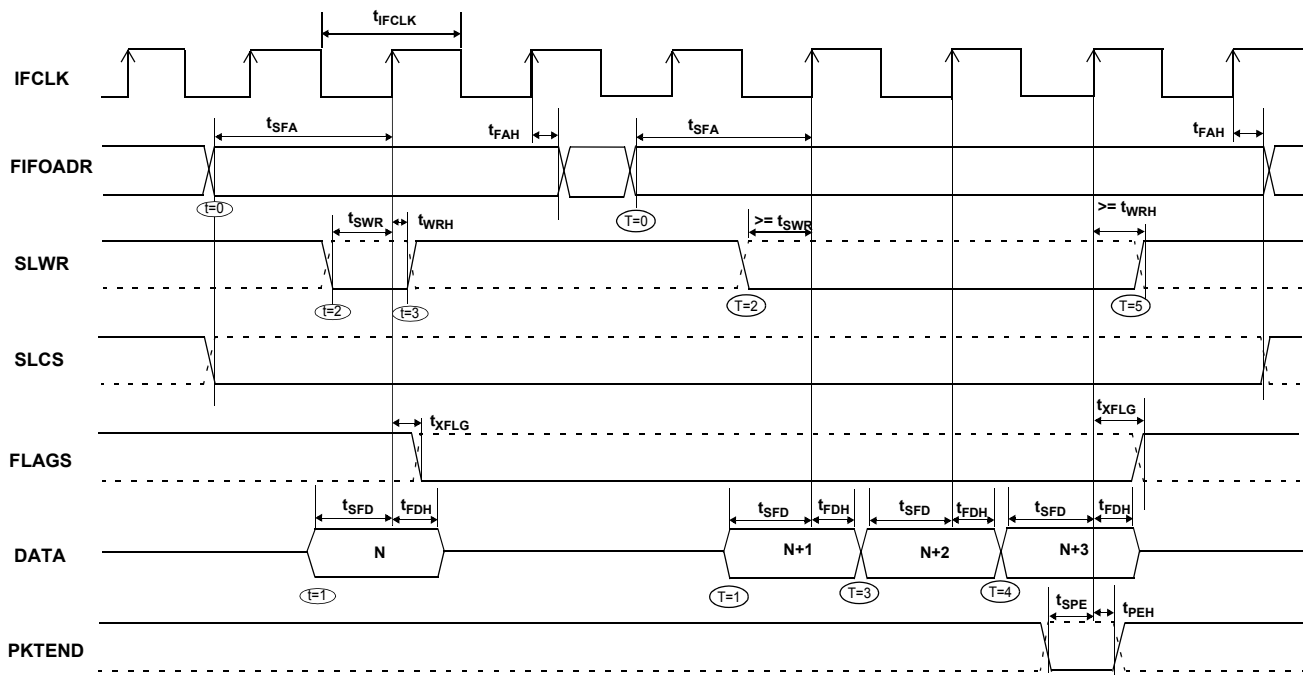 tIFCLK
IFCLK
tSFA
tFAH
tSFA
tFAH
FIFOADR
t=0
T=0
tSWR
tWRH
>= tSWR
>= tWRH
SLWR
t=2
t=3
T=2
T=5
SLCS
tXFLG
tXFLG
FLAGS
tSFD
tFDH
tSFD
tFDH
tSFD
tFDH
tSFD
tFDH
DATA
N
N+1
N+2
N+3
t=1
T=1
T=3
T=4
tSPE
tPEH
PKTEND